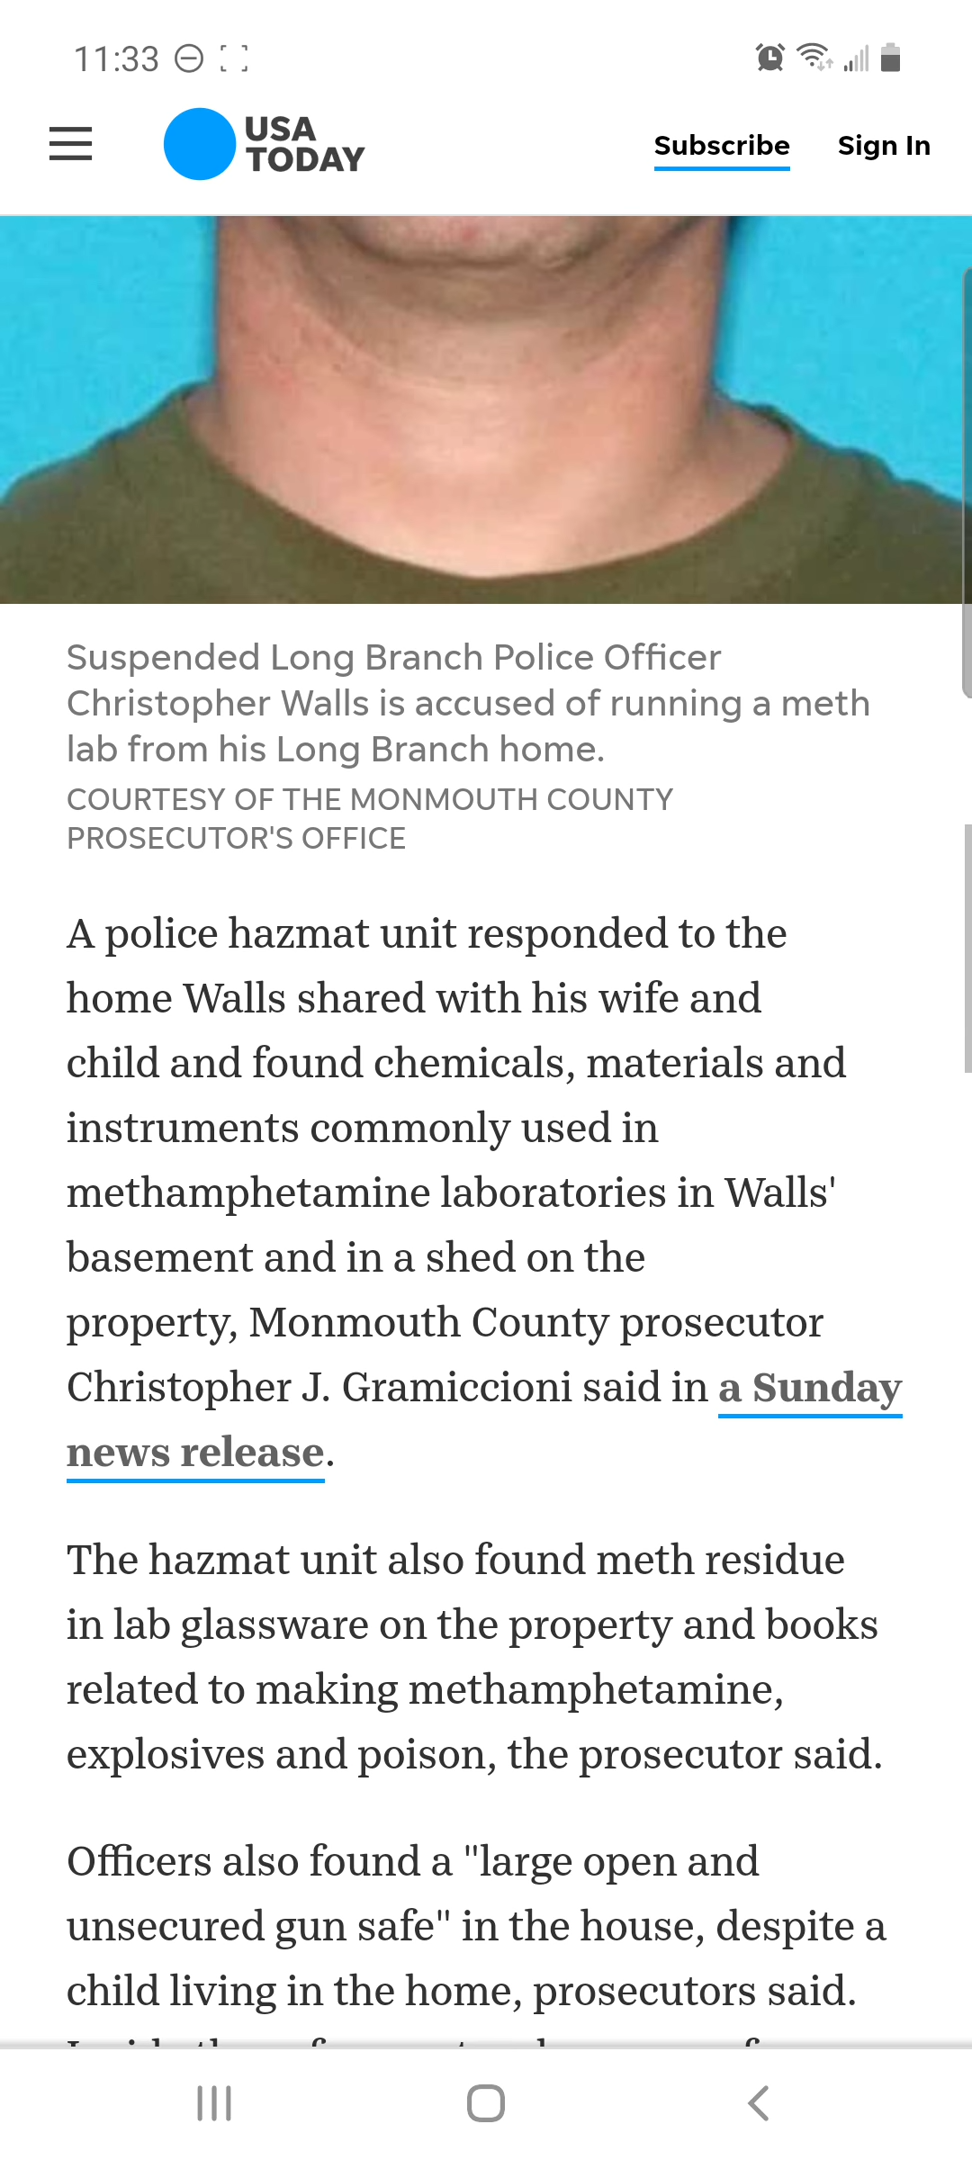 11:33
USA
TODAY
Subscribe
Sign In
Suspended Long Branch Police Officer
Christopher Walls is accused of running a meth
lab from his Long Branch home.
COURTESY OF THE MONMOUTH COUNTY
PROSECUTOR'S OFFICE
A police hazmat unit responded to the
home Walls shared with his wife and
child and found chemicals, materials and
instruments commonly used in
methamphetamine laboratories in Walls'
basement and in a shed on the
property, Monmouth County prosecutor
Christopher J. Gramiccioni said in a Sunday
news release.
The hazmat unit also found meth residue
in lab glassware on the property and books
related to making methamphetamine,
explosives and poison, the prosecutor said.
Officers also found a "large open and
unsecured gun safe" in the house, despite a
child living in the home, prosecutors said.